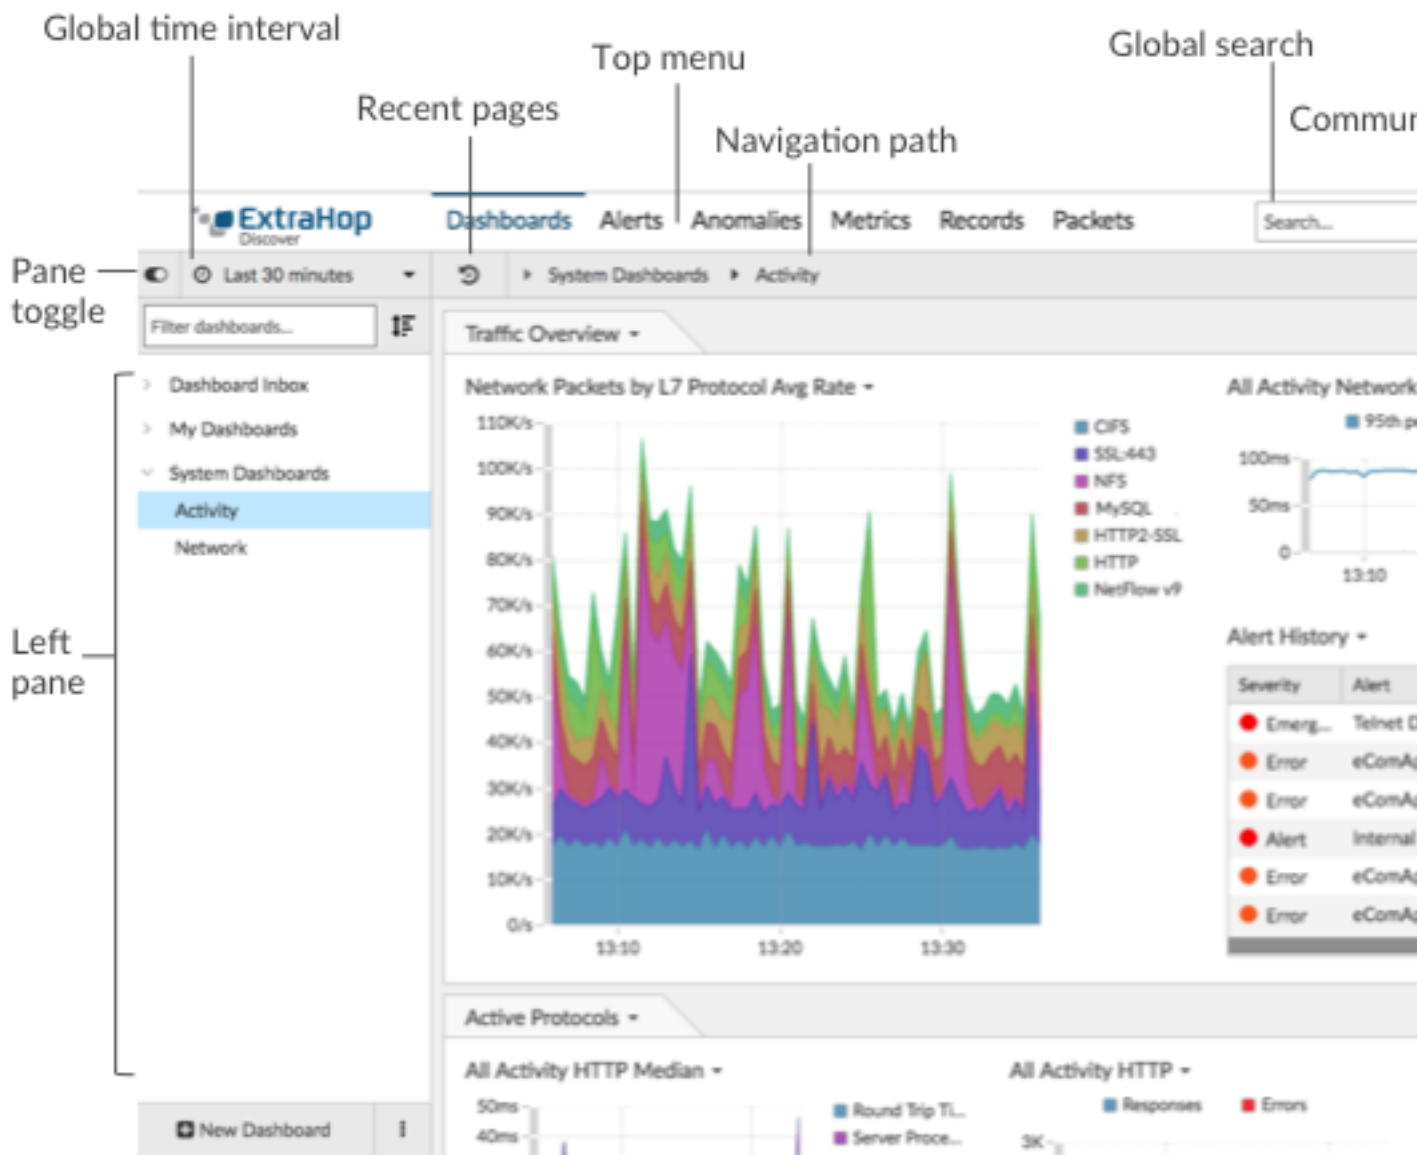 Global time interval
Top menu
Global search
Recent pages
Navigation path
ExtraHop
Discover
Dashboards Alerts Anomalies Metrics Records Packets
Search...
Pane
toggle
Last 30 minutes
System Dashboards Activity
Filter dashboards...
Traffic Overview
Dashboard Inbox
My Dashboards
System Dashboards
Activity
Network
Left
pane
New Dashboard
Network Packets by L7 Protocol Avg Rate
110K/s
100K/s
90K/s
80K/s
70K/s
60K/s
50K/s
40K/s
30K/s
20K/s
10K/s
0/s
13:10 13:20 13:30
CIFS
SSL:443
NFS
MySQL
HTTP2-SSL
HTTP
NetFlow v9
All Activity Network
95th
100ms
50ms
0
13:10
Alert History
Severity Alert
Emerg... Telnet
Error
Error
Alert Internal
Error
Error
Active Protocols
All Activity HTTP Median
50ms
40ms
Round Trip Ti...
Server Proce...
All Activity HTTP
Responses Errors
3K